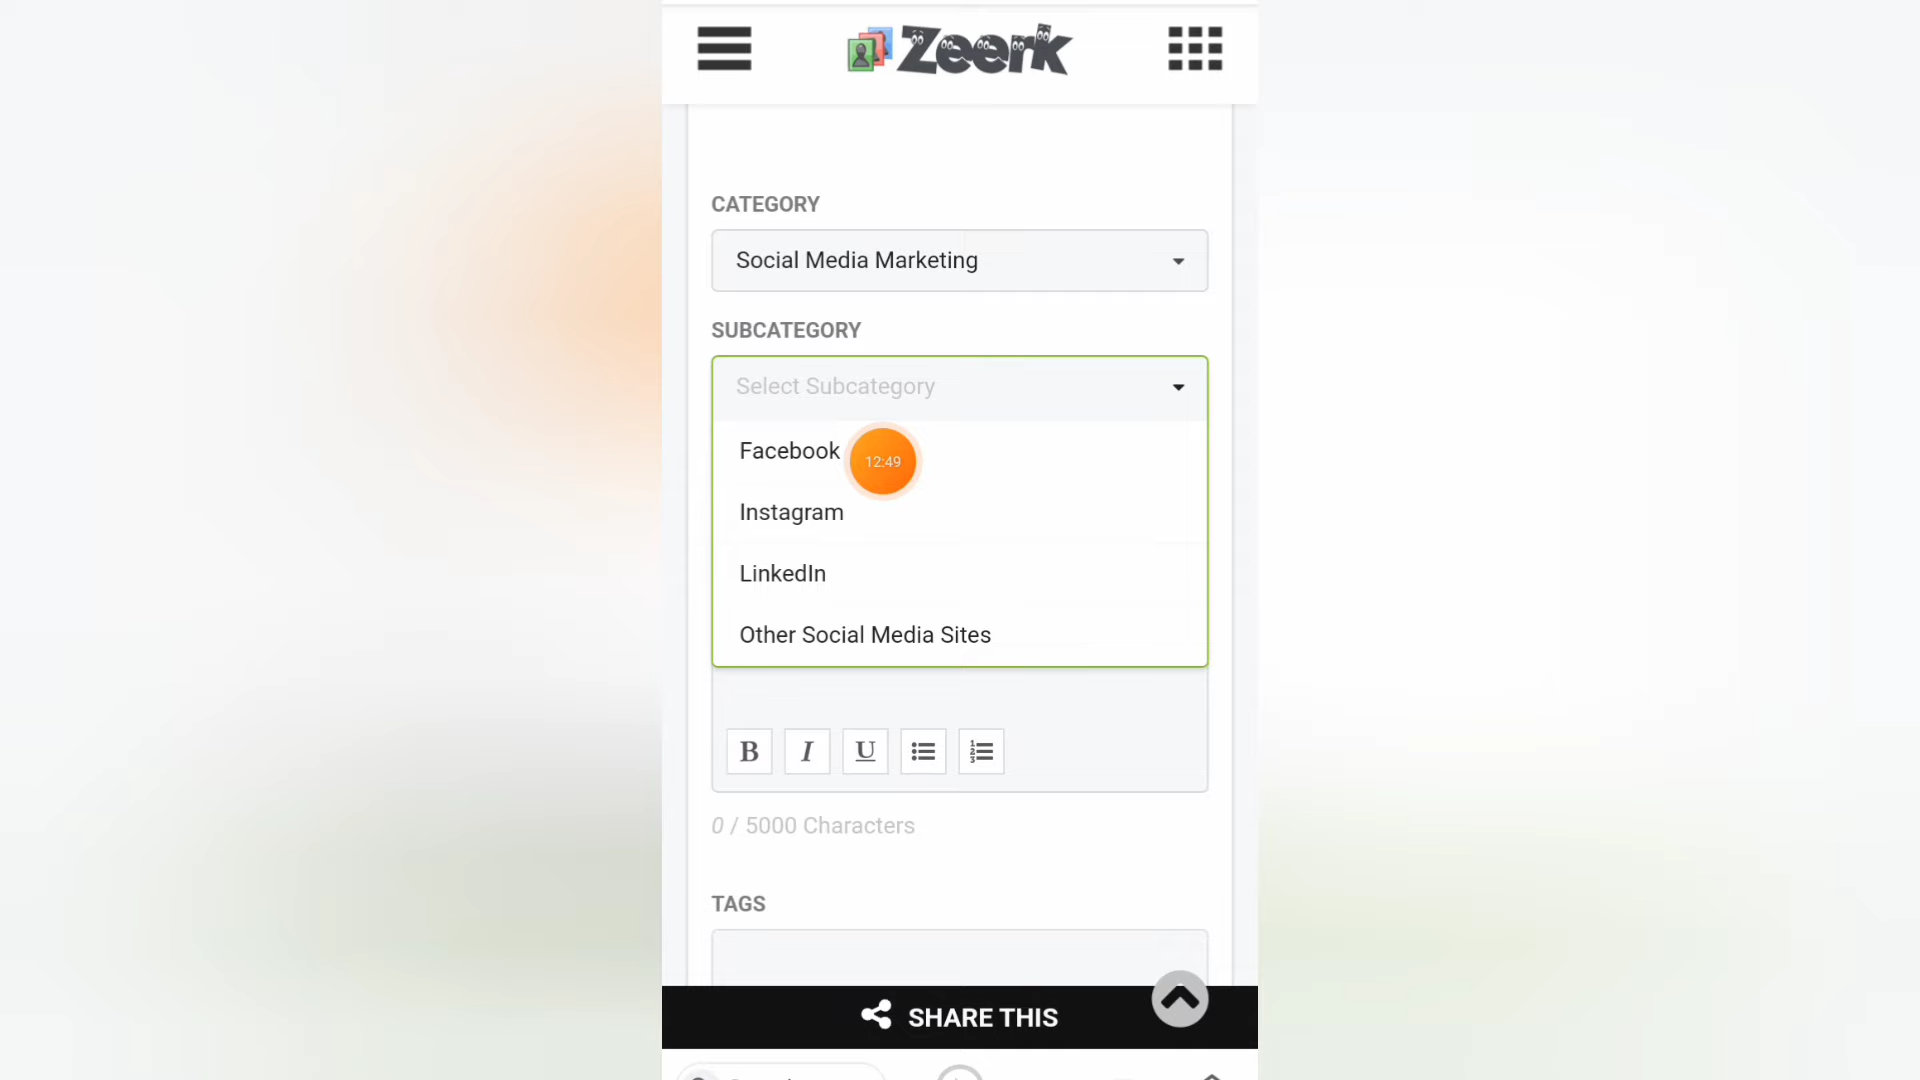 Zeerk
CATEGORY
Social Media Marketing
SUBCATEGORY
Select Subcategory
Facebook
12:49
Instagram
LinkedIn
Other Social Media Sites
B I U
0 / 5000 Characters
TAGS
SHARE THIS